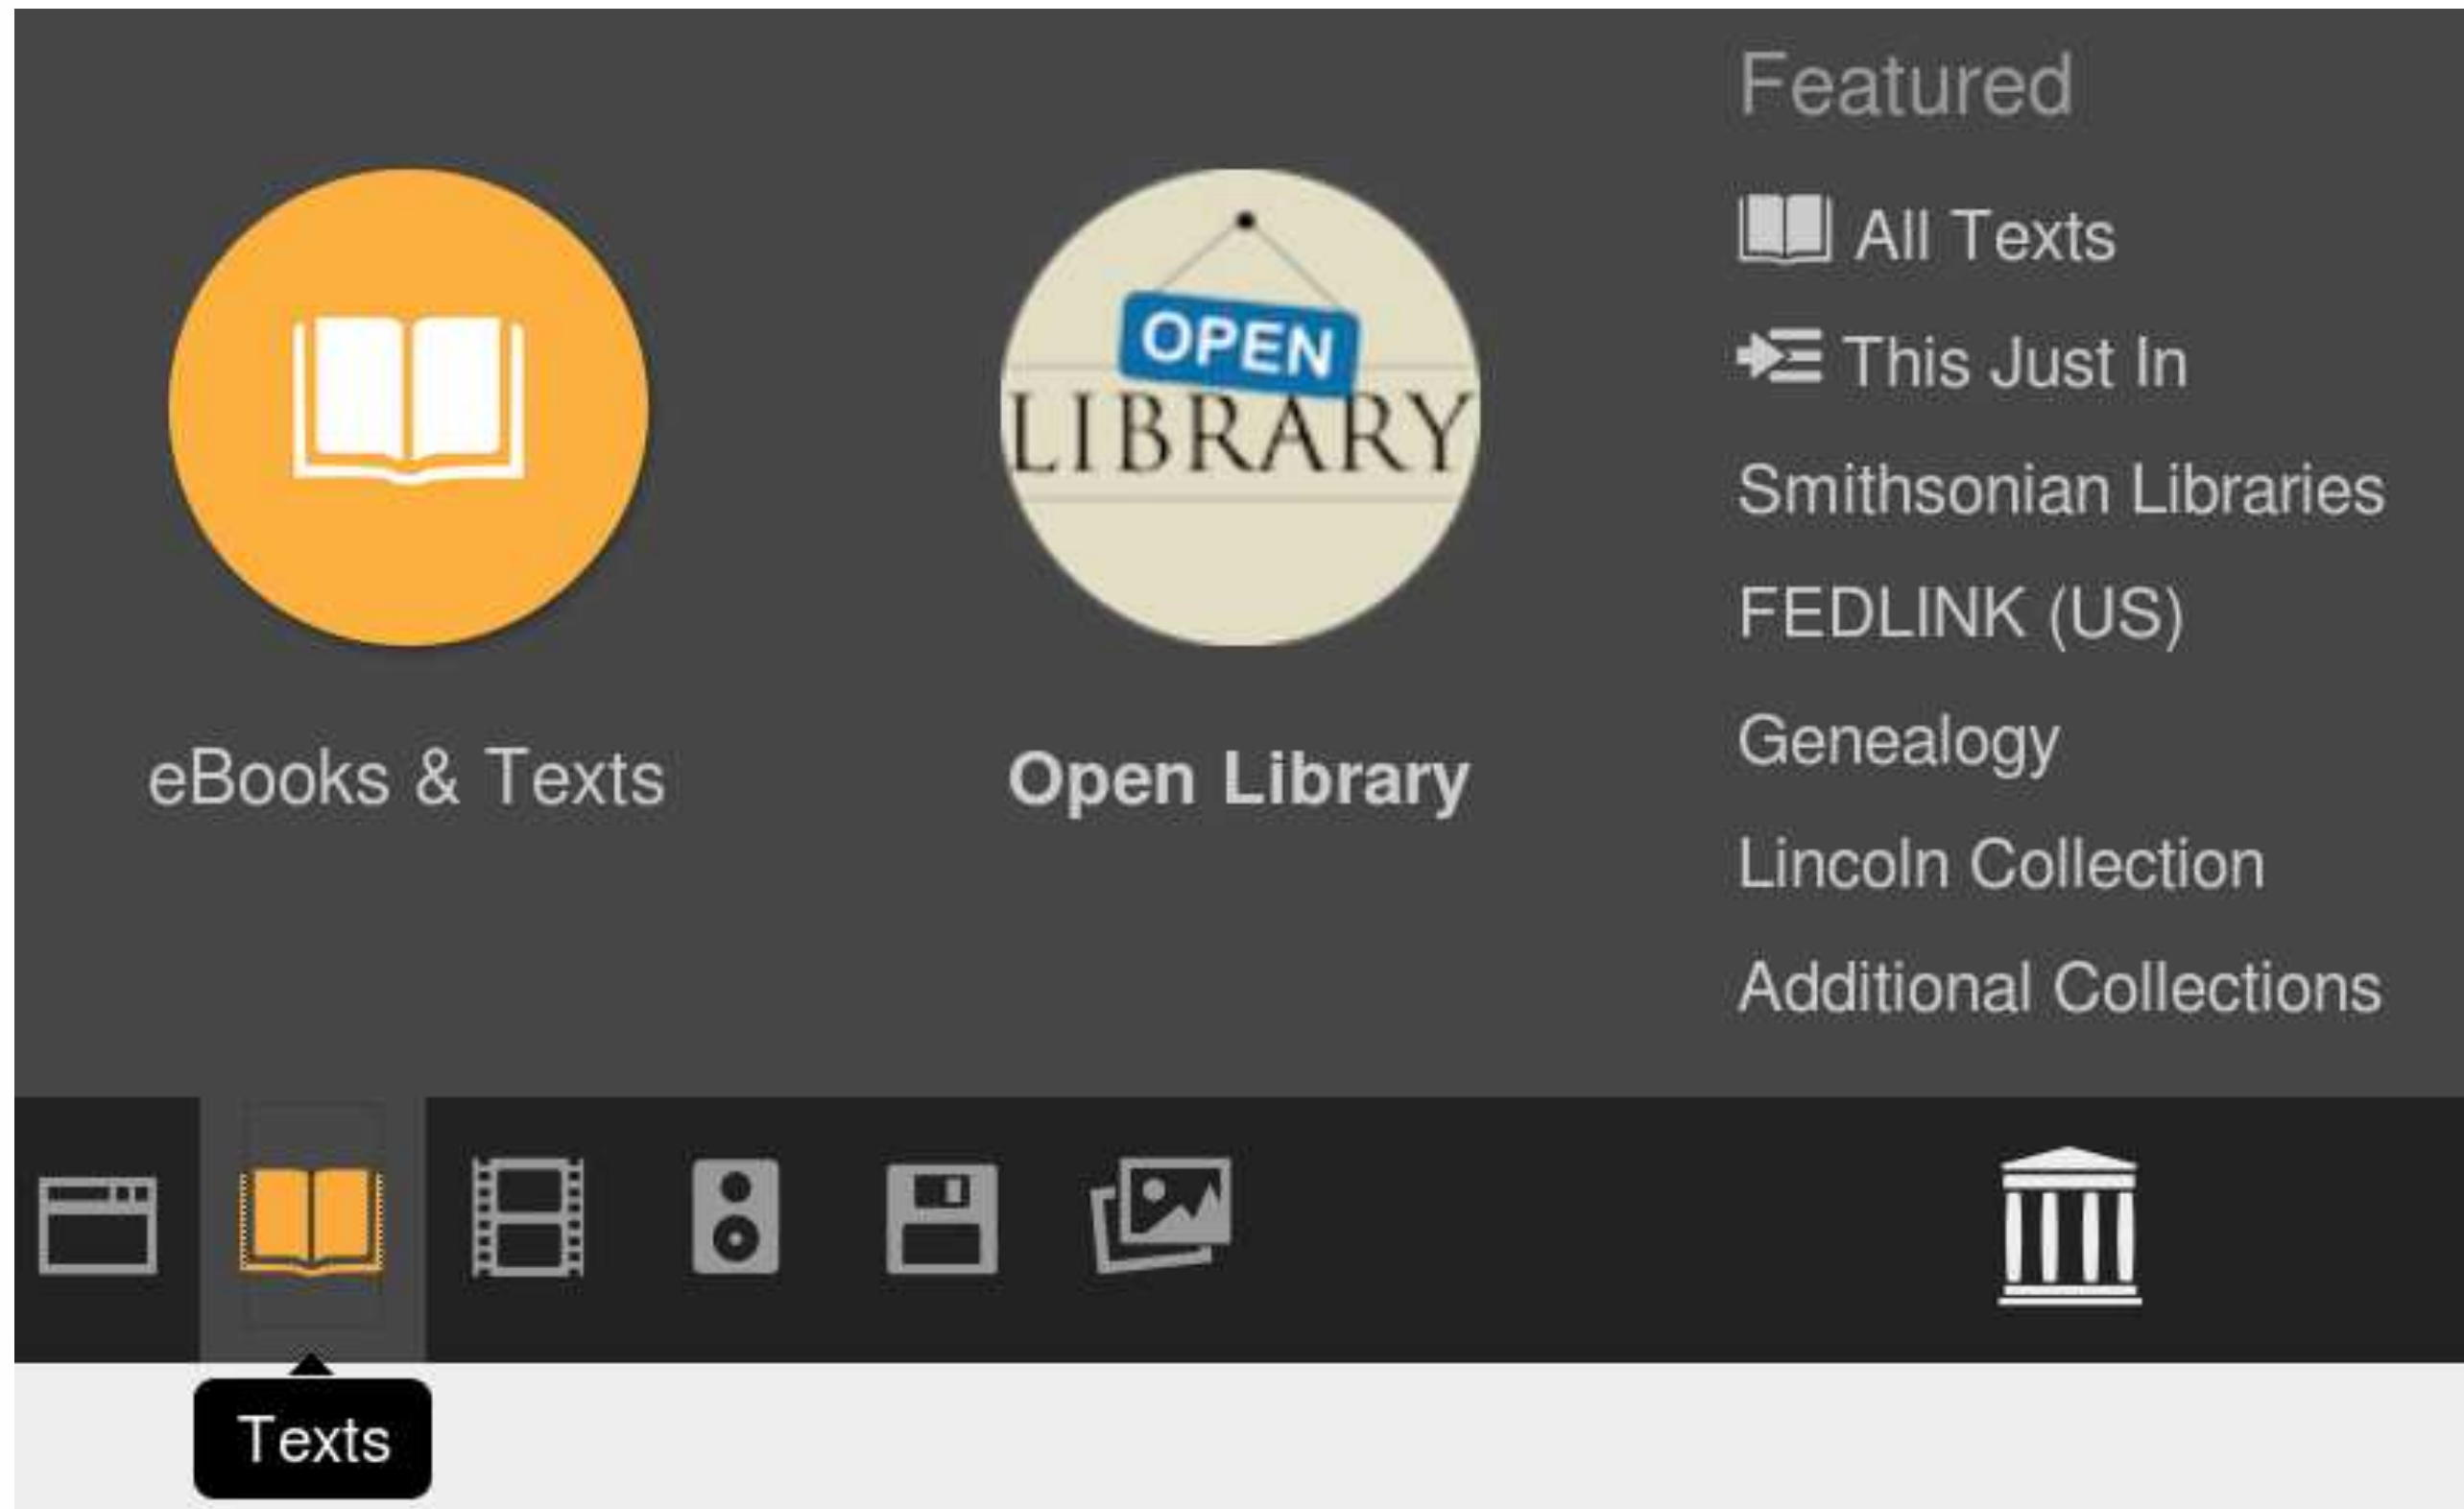 OPEN
LIBRARY
eBooks & Texts
Open Library
Featured
All Texts
This Just In
Smithsonian Libraries
FEDLINK (US)
Genealogy
Lincoln Collection
Additional Collections
Texts